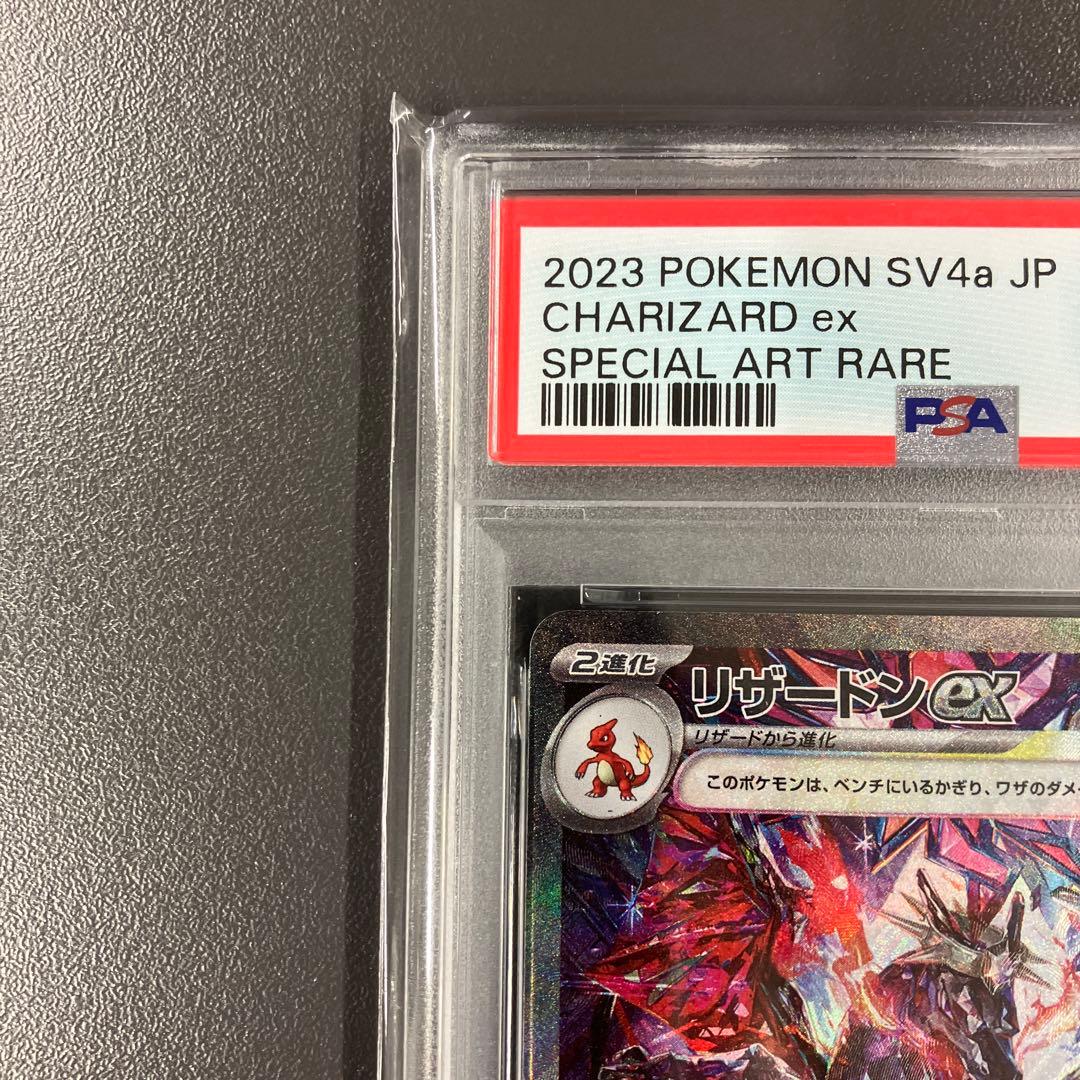 2023 POKEMON SV4a JP
CHARIZARD ex
SPECIAL ART RARE
PSA
2進化
リザードンex
リザードから進化
このポケモンは、ベンチにいるかぎり、ワザのダメー